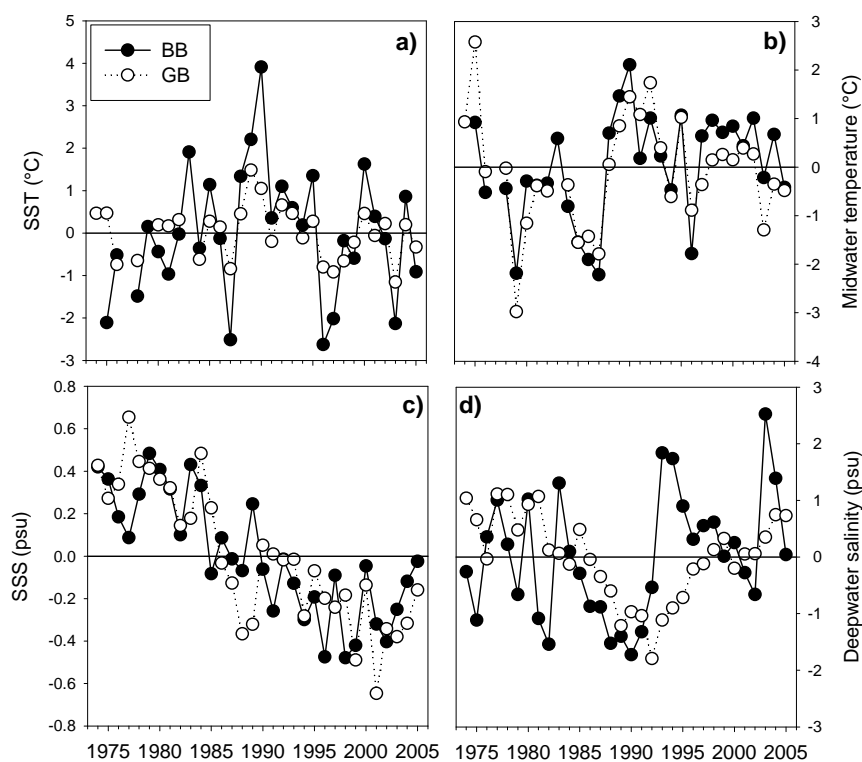 a)
BB
GB
SST (°C)
5
4
3
2
1
0
-1
-2
-3
b)
Midwater temperature (°C)
3
2
1
0
-1
-2
-3
-4
c)
SSS (psu)
0.8
0.6
0.4
0.2
0.0
-0.2
-0.4
-0.6
-0.8
1975 1980 1985 1990 1995 2000 2005
d)
Deepwater salinity (psu)
3
2
1
0
-1
-2
-3
1975 1980 1985 1990 1995 2000 2005